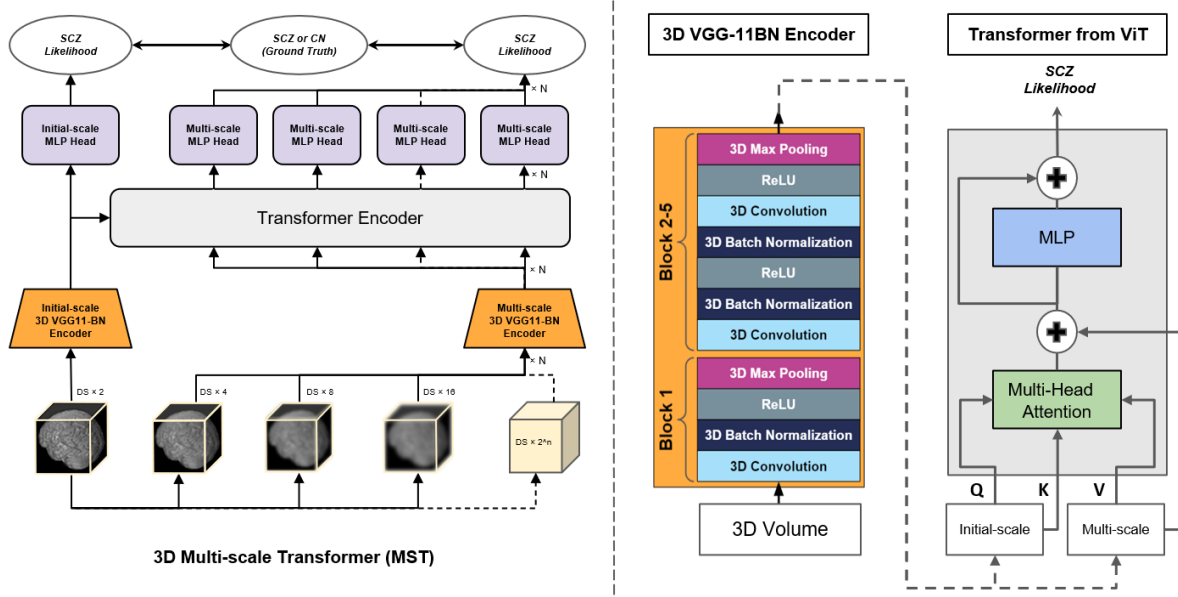 SCZ
Likelihood
SCZ or CN
(Ground Truth)
SCZ
Likelihood
× N
Initial-scale
MLP Head
Multi-scale
MLP Head
Multi-scale
MLP Head
Multi-scale
MLP Head
Multi-scale
MLP Head
× N
Transformer Encoder
× N
Initial-scale
3D VGG11-BN
Encoder
Multi-scale
3D VGG11-BN
Encoder
× N
DS × 2
DS × 4
DS × 8
DS × 16
DS × 2^n
3D Multi-scale Transformer (MST)
3D VGG-11BN Encoder
Block 2-5
3D Max Pooling
ReLU
3D Convolution
3D Batch Normalization
ReLU
3D Batch Normalization
3D Convolution
Block 1
3D Max Pooling
ReLU
3D Batch Normalization
3D Convolution
3D Volume
Transformer from ViT
SCZ
Likelihood
MLP
Multi-Head
Attention
Q
K
V
Initial-scale
Multi-scale